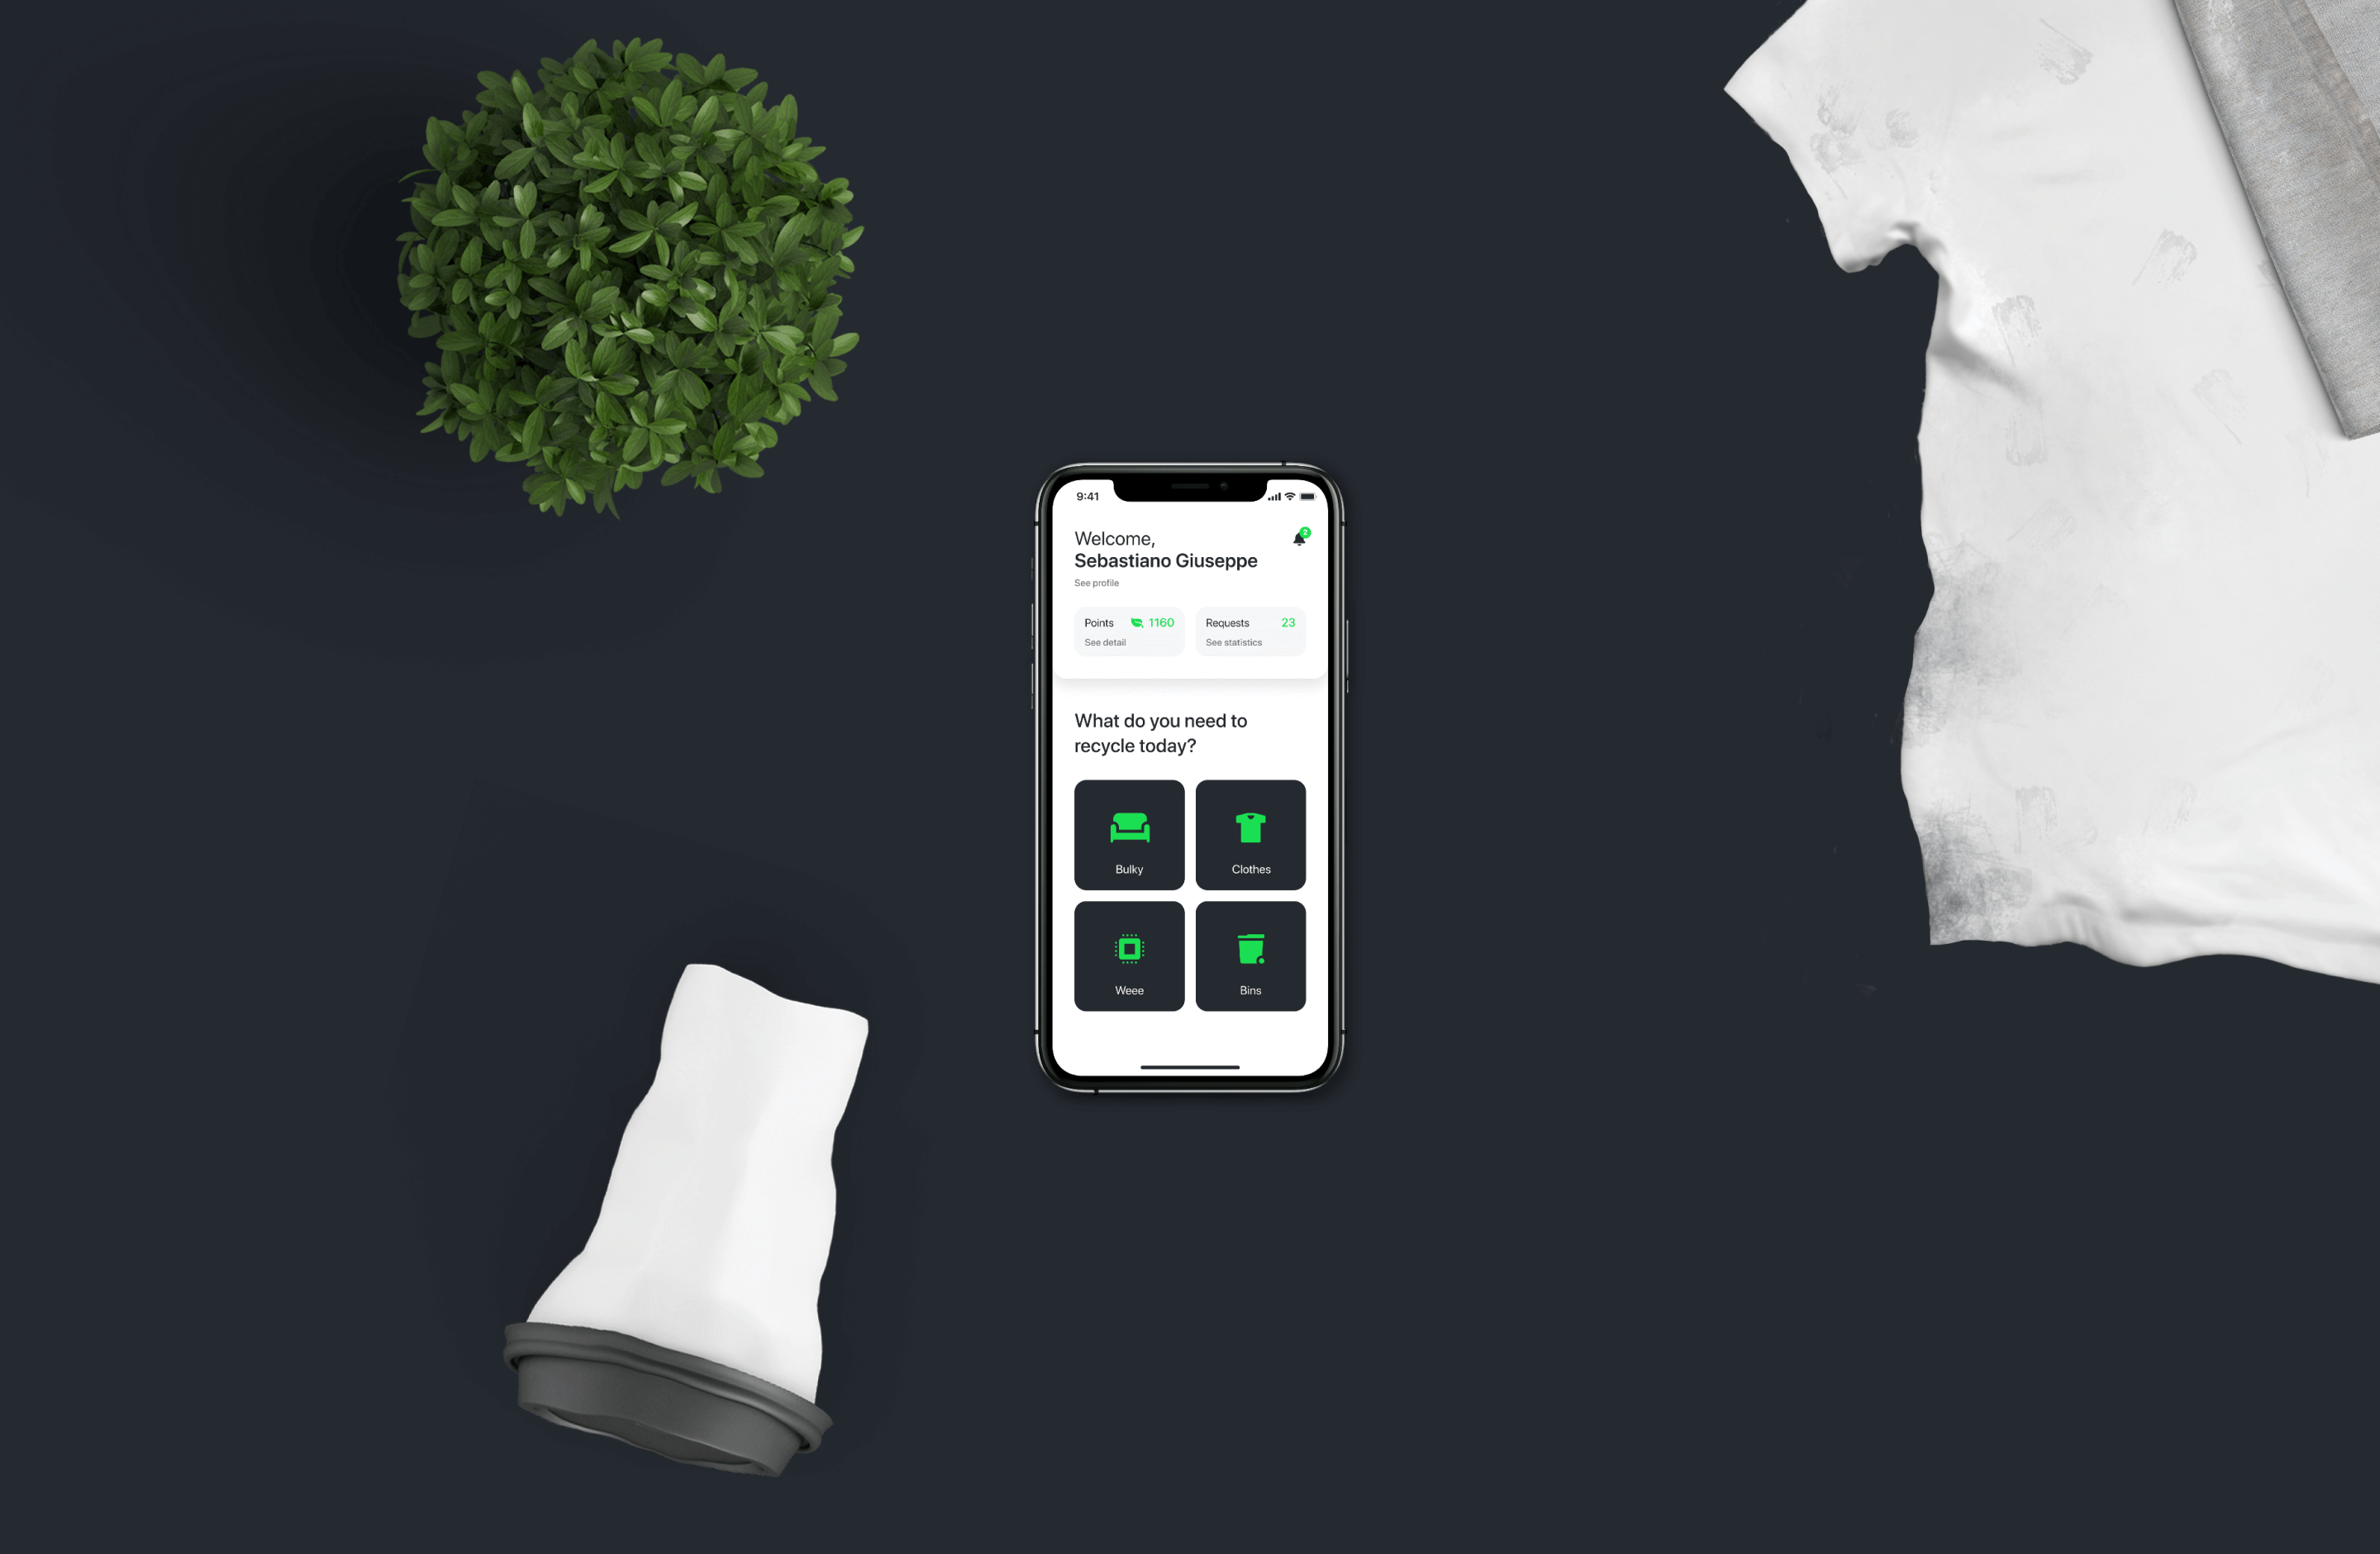 9:41
Welcome,
2
Sebastiano Giuseppe
See profile
Points 1160
See detail
Requests 23
See statistics
What do you need to
recycle today?
Bulky
Clothes
Weee
Bins